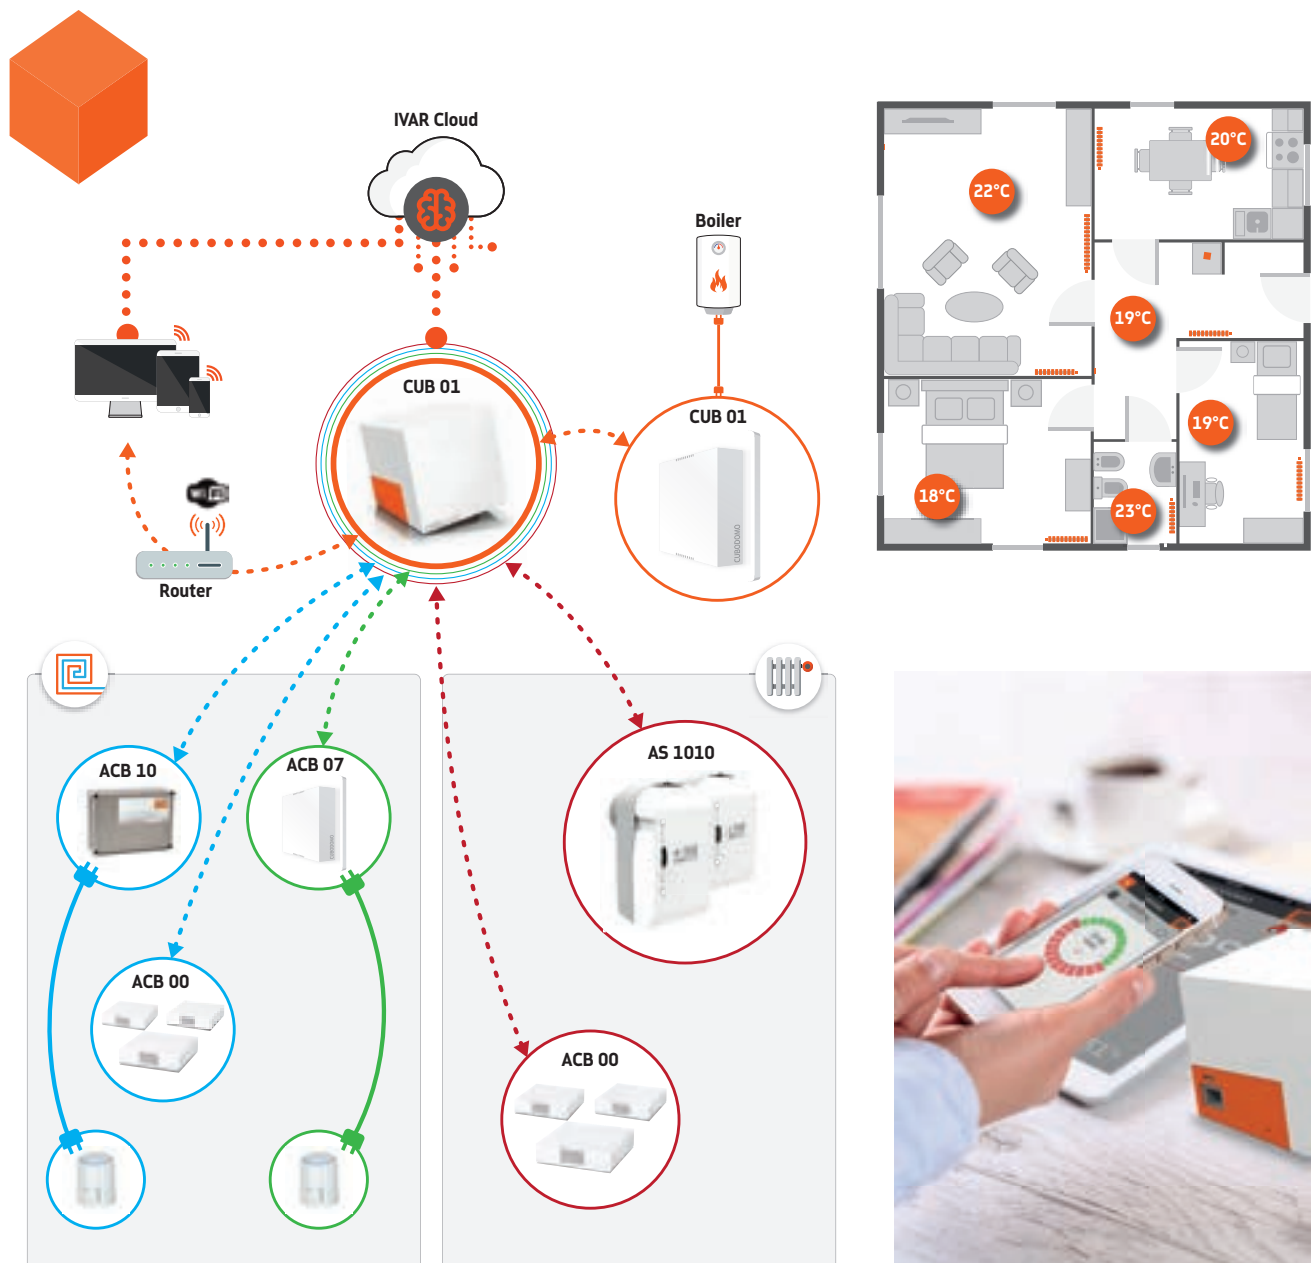 IVAR Cloud
Boiler
CUB 01
CUB 01
CUBODOMO
Router
ACB 10
ACB 07
ACB 00
AS 1010
ACB 00
20°C
22°C
19°C
19°C
18°C
23°C